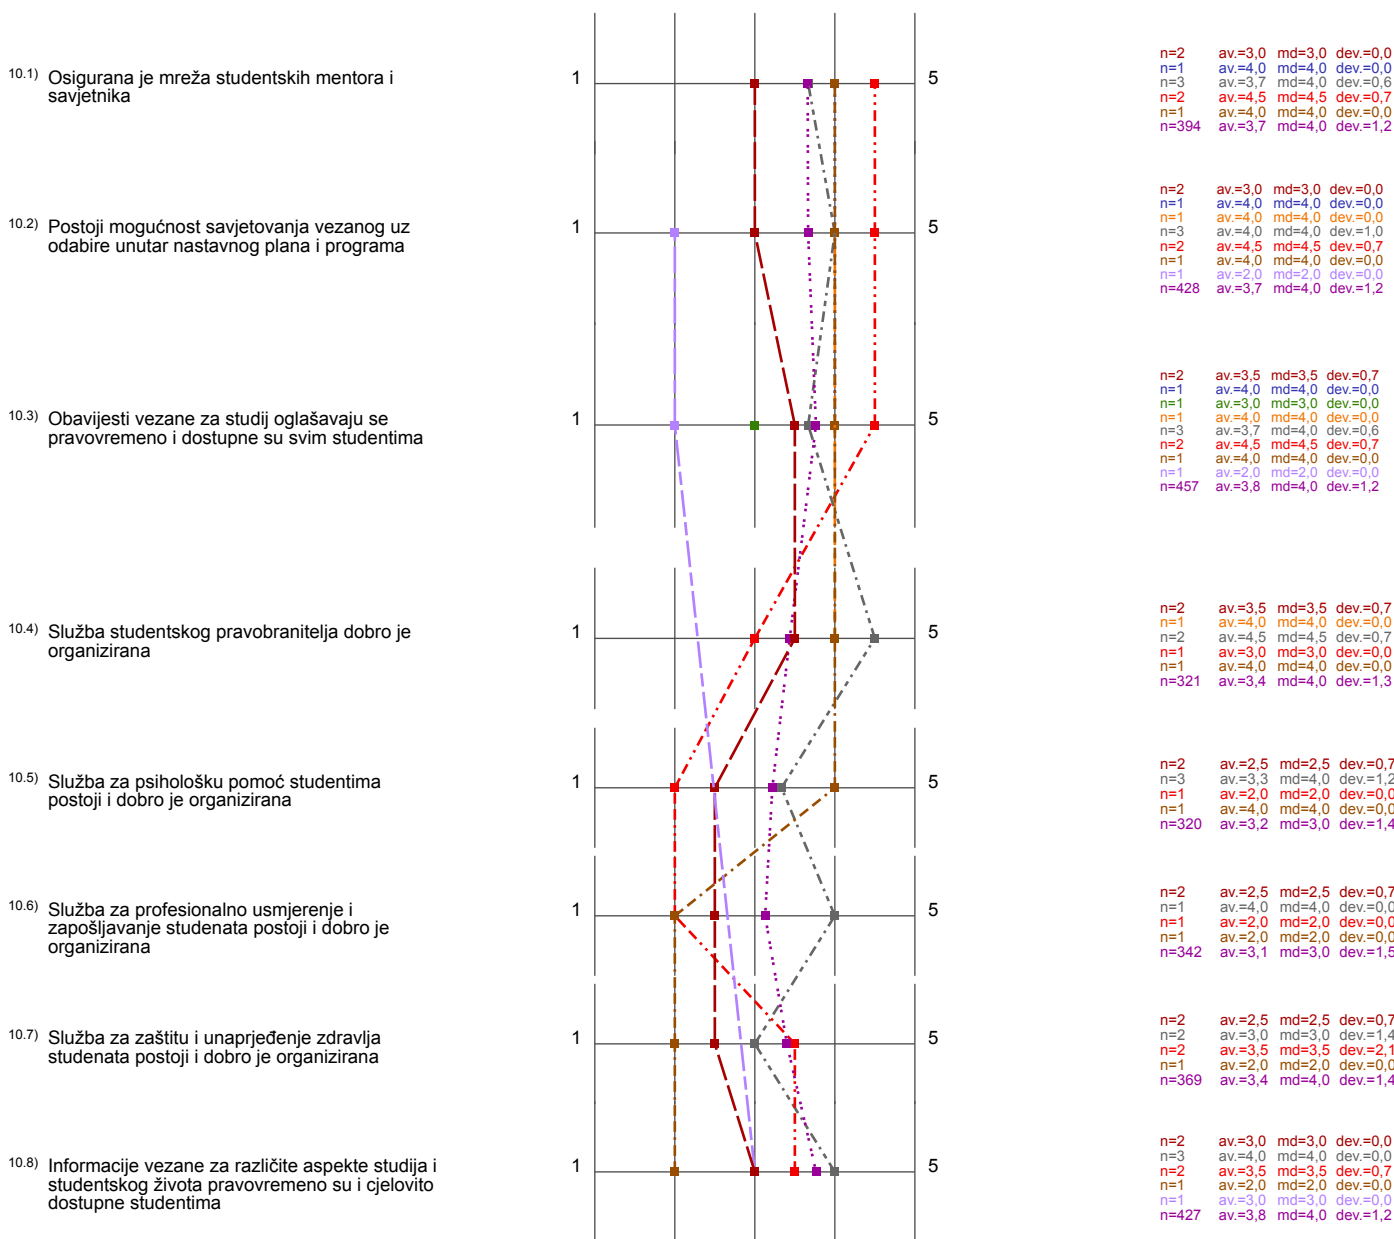 10.1) Osigurana je mreža studentskih mentora i
savjetnika
1
5
n=2 av.=3,0 md=3,0 dev.=0,0
n=1 av.=4,0 md=4,0 dev.=0,0
n=3 av.=3,7 md=4,0 dev.=0,6
n=2 av.=4,5 md=4,5 dev.=0,7
n=1 av.=4,0 md=4,0 dev.=0,0
n=394 av.=3,7 md=4,0 dev.=1,2
10.2) Postoji mogućnost savjetovanja vezanog uz
odabire unutar nastavnog plana i programa
1
5
n=2 av.=3,0 md=3,0 dev.=0,0
n=1 av.=4,0 md=4,0 dev.=0,0
n=1 av.=4,0 md=4,0 dev.=0,0
n=3 av.=4,0 md=4,0 dev.=1,0
n=2 av.=4,5 md=4,5 dev.=0,7
n=1 av.=4,0 md=4,0 dev.=0,0
n=1 av.=2,0 md=2,0 dev.=0,0
n=428 av.=3,7 md=4,0 dev.=1,2
10.3) Obavijesti vezane za studij oglašavaju se
pravovremeno i dostupne su svim studentima
1
5
n=2 av.=3,5 md=3,5 dev.=0,7
n=1 av.=4,0 md=4,0 dev.=0,0
n=1 av.=3,0 md=3,0 dev.=0,0
n=1 av.=4,0 md=4,0 dev.=0,0
n=3 av.=3,7 md=4,0 dev.=0,6
n=2 av.=4,5 md=4,5 dev.=0,7
n=1 av.=4,0 md=4,0 dev.=0,0
n=1 av.=2,0 md=2,0 dev.=0,0
n=457 av.=3,8 md=4,0 dev.=1,2
10.4) Služba studentskog pravobranitelja dobro je
organizirana
1
5
n=2 av.=3,5 md=3,5 dev.=0,7
n=1 av.=4,0 md=4,0 dev.=0,0
n=2 av.=4,5 md=4,5 dev.=0,7
n=1 av.=3,0 md=3,0 dev.=0,0
n=1 av.=4,0 md=4,0 dev.=0,0
n=321 av.=3,4 md=4,0 dev.=1,3
10.5) Služba za psihološku pomoć studentima
postoji i dobro je organizirana
1
5
n=2 av.=2,5 md=2,5 dev.=0,7
n=3 av.=3,3 md=4,0 dev.=1,2
n=1 av.=2,0 md=2,0 dev.=0,0
n=1 av.=4,0 md=4,0 dev.=0,0
n=320 av.=3,2 md=3,0 dev.=1,4
10.6) Služba za profesionalno usmjerenje i
zapošljavanje studenata postoji i dobro je
organizirana
1
5
n=2 av.=2,5 md=2,5 dev.=0,7
n=1 av.=4,0 md=4,0 dev.=0,0
n=1 av.=2,0 md=2,0 dev.=0,0
n=1 av.=2,0 md=2,0 dev.=0,0
n=342 av.=3,1 md=3,0 dev.=1,5
10.7) Služba za zaštitu i unaprjeđenje zdravlja
studenata postoji i dobro je organizirana
1
5
n=2 av.=2,5 md=2,5 dev.=0,7
n=2 av.=3,0 md=3,0 dev.=1,4
n=2 av.=3,5 md=3,5 dev.=2,1
n=1 av.=2,0 md=2,0 dev.=0,0
n=369 av.=3,4 md=4,0 dev.=1,4
10.8) Informacije vezane za različite aspekte studija i
studentskog života pravovremeno su i cjelovito
dostupne studentima
1
5
n=2 av.=3,0 md=3,0 dev.=0,0
n=3 av.=4,0 md=4,0 dev.=0,0
n=2 av.=3,5 md=3,5 dev.=0,7
n=1 av.=2,0 md=2,0 dev.=0,0
n=1 av.=3,0 md=3,0 dev.=0,0
n=427 av.=3,8 md=4,0 dev.=1,2